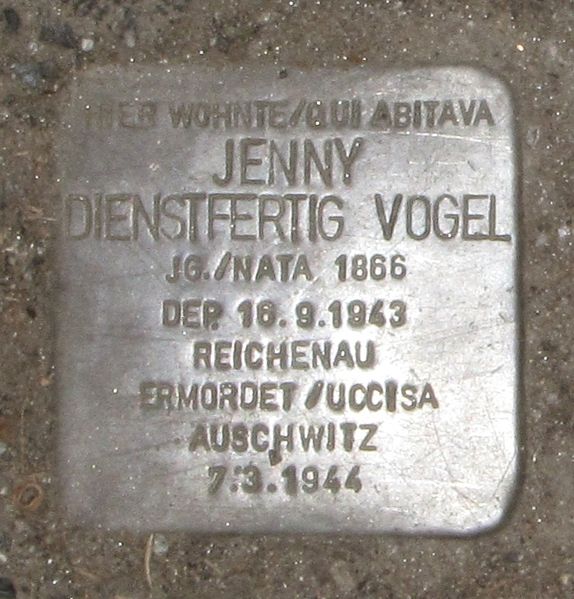 HIER WOHNTE/QUI ABITAVA
JENNY
DIENSTFERTIG VOGEL
JG./NATA 1866
DEP. 16.9.1943
REICHENAU
ERMORDET/UCCISA
AUSCHWITZ
7.3.1944